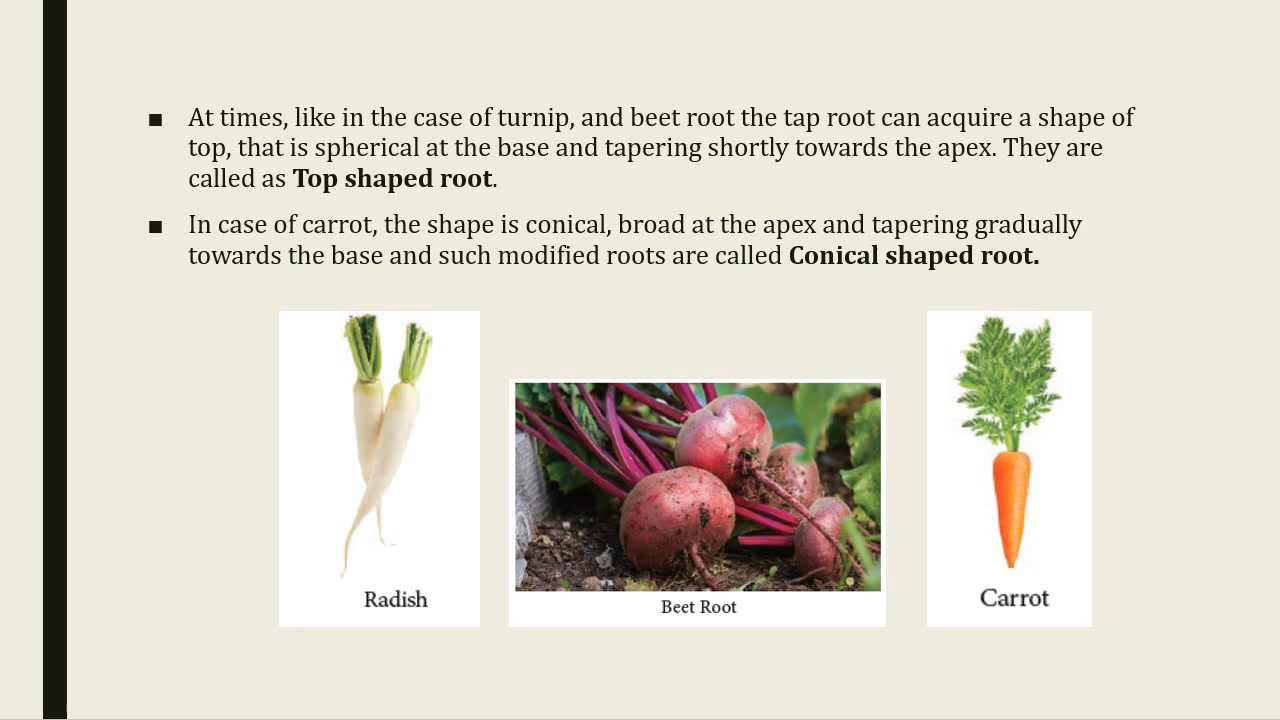 ■ At times, like in the case of turnip, and beet root the tap root can acquire a shape of
top, that is spherical at the base and tapering shortly towards the apex. They are
called as Top shaped root.
■ In case of carrot, the shape is conical, broad at the apex and tapering gradually
towards the base and such modified roots are called Conical shaped root.
Radish
Beet Root
Carrot